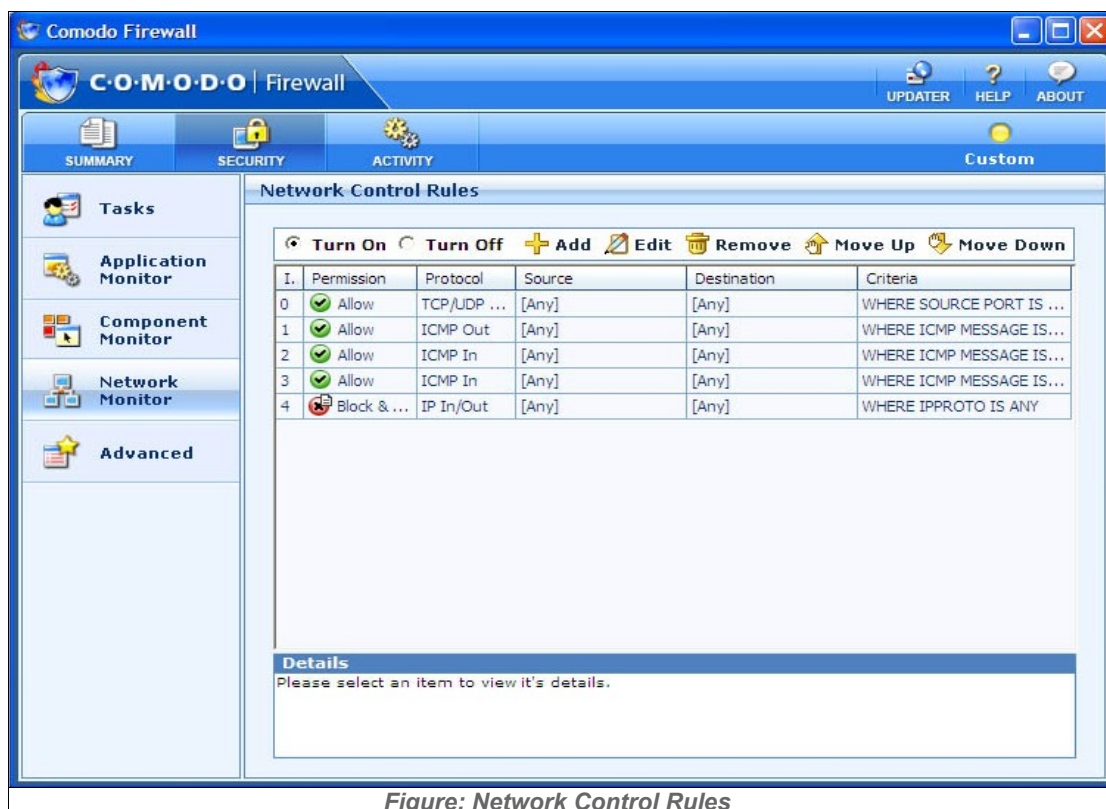 Comodo Firewall
C·O·M·O·D·O | Firewall
UPDATER HELP ABOUT
SUMMARY SECURITY ACTIVITY Custom
Tasks
Application Monitor
Component Monitor
Network Monitor
Advanced
Network Control Rules
Turn On Turn Off Add Edit Remove Move Up Move Down
I. Permission Protocol Source Destination Criteria
0 Allow TCP/UDP ... [Any] [Any] WHERE SOURCE PORT IS ...
1 Allow ICMP Out [Any] [Any] WHERE ICMP MESSAGE IS...
2 Allow ICMP In [Any] [Any] WHERE ICMP MESSAGE IS...
3 Allow ICMP In [Any] [Any] WHERE ICMP MESSAGE IS...
4 Block & ... IP In/Out [Any] [Any] WHERE IPPROTO IS ANY
Details
Please select an item to view it's details.
Figure: Network Control Rules